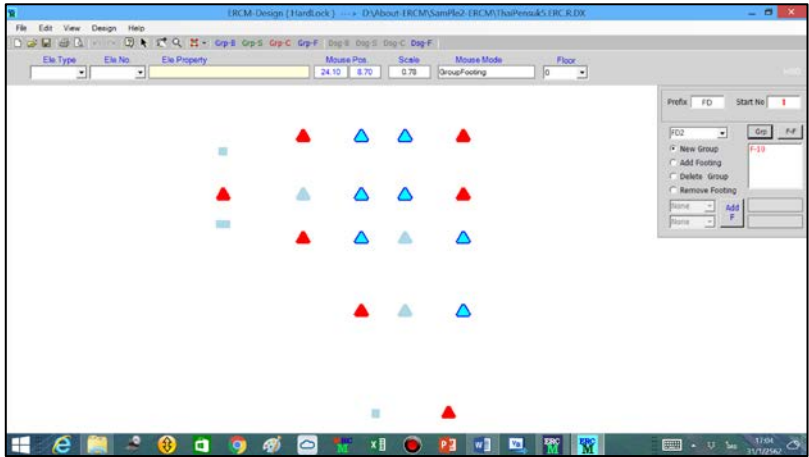 ERCM-Design ( HardLock ) ---> D:\About-ERCM\SamPle2-ERCM\ThaiPensuk5.ERC.R.DX
File Edit View Design Help
Grp-B Grp-S Grp-C Grp-F Dsg-B Dsg-S Dsg-C Dsg-F
Ele.Type Ele.No. Ele.Property Mouse Pos. Scale Mouse Mode Floor
24.10 8.70 0.78 GroupFooting 0
Prefix FD Start No 1
FD2 Grp F-F
New Group F-19
Add Footing
Delete Group
Remove Footing
None Add F
None
17:04
31/1/2562